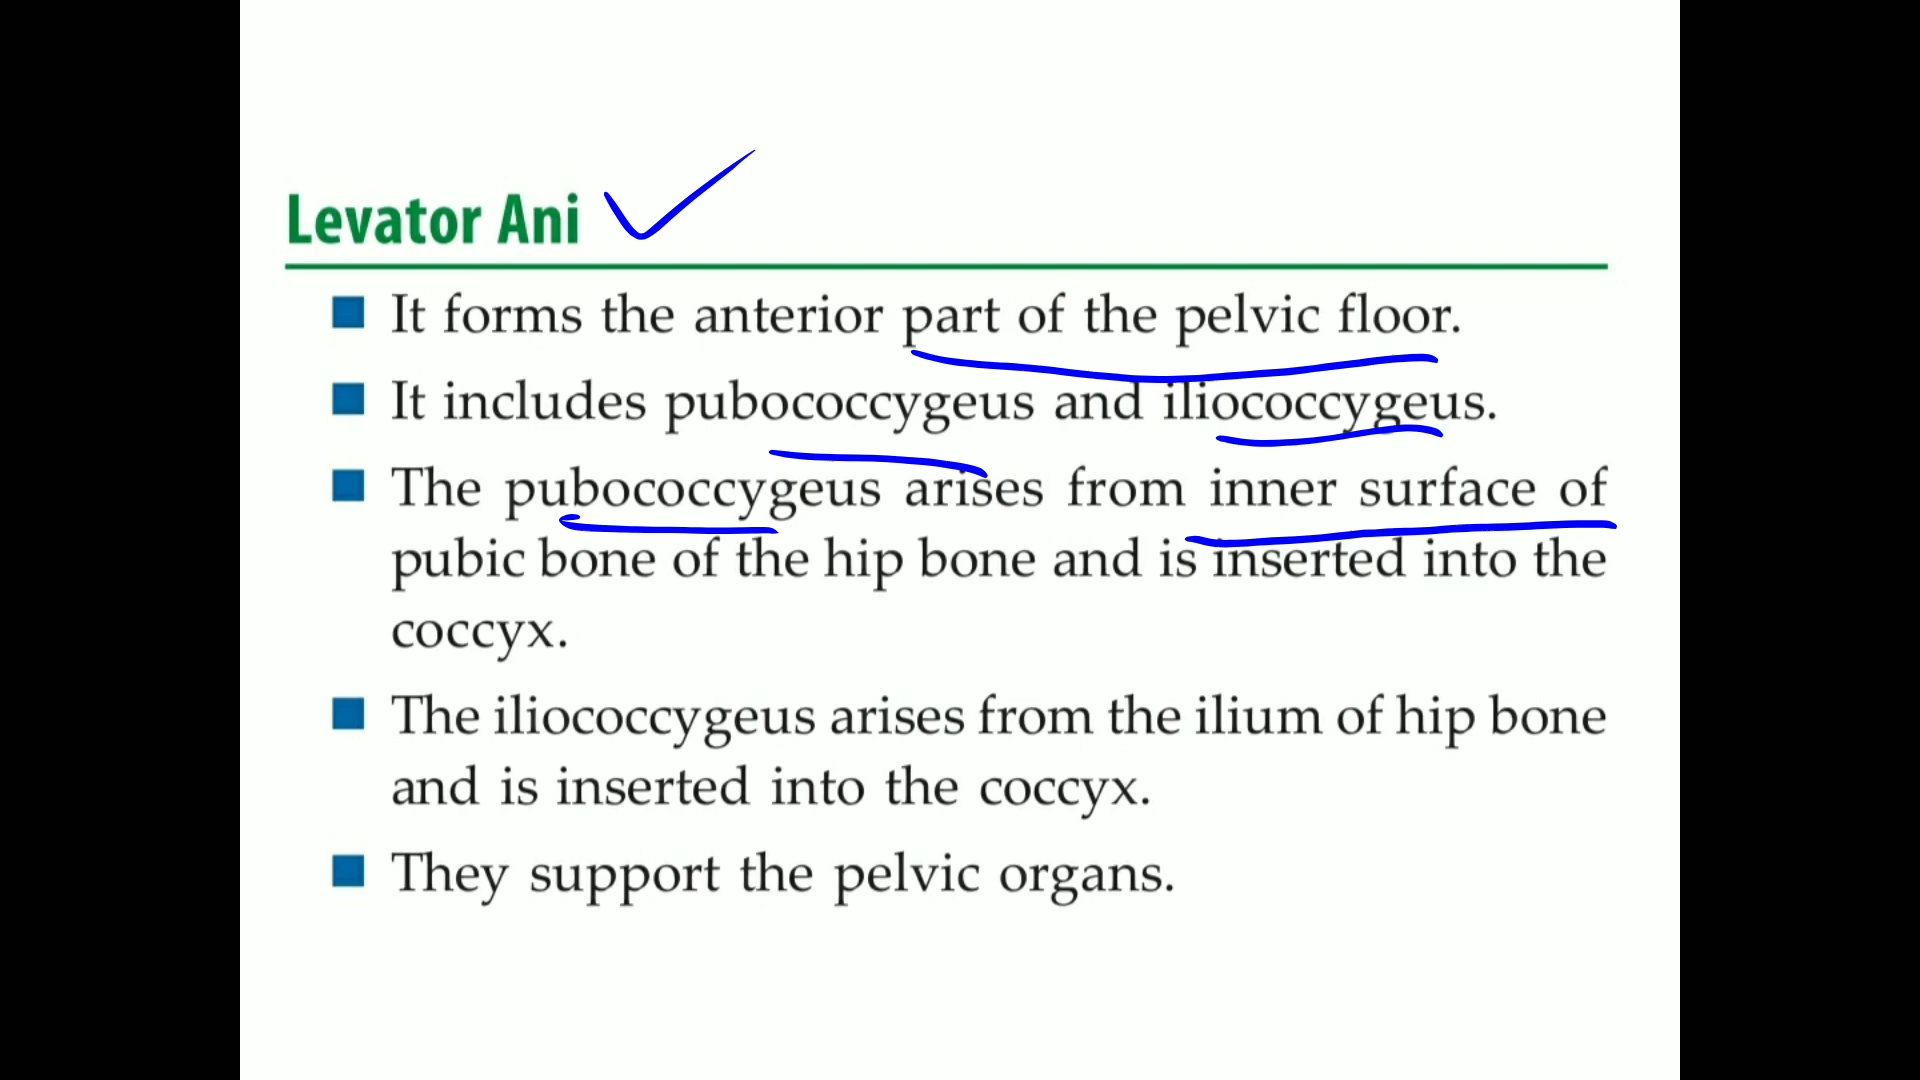 Levator Ani
It forms the anterior part of the pelvic floor.
It includes pubococcygeus and iliococcygeus.
The pubococcygeus arises from inner surface of
pubic bone of the hip bone and is inserted into the
coccyx.
The iliococcygeus arises from the ilium of hip bone
and is inserted into the coccyx.
They support the pelvic organs.